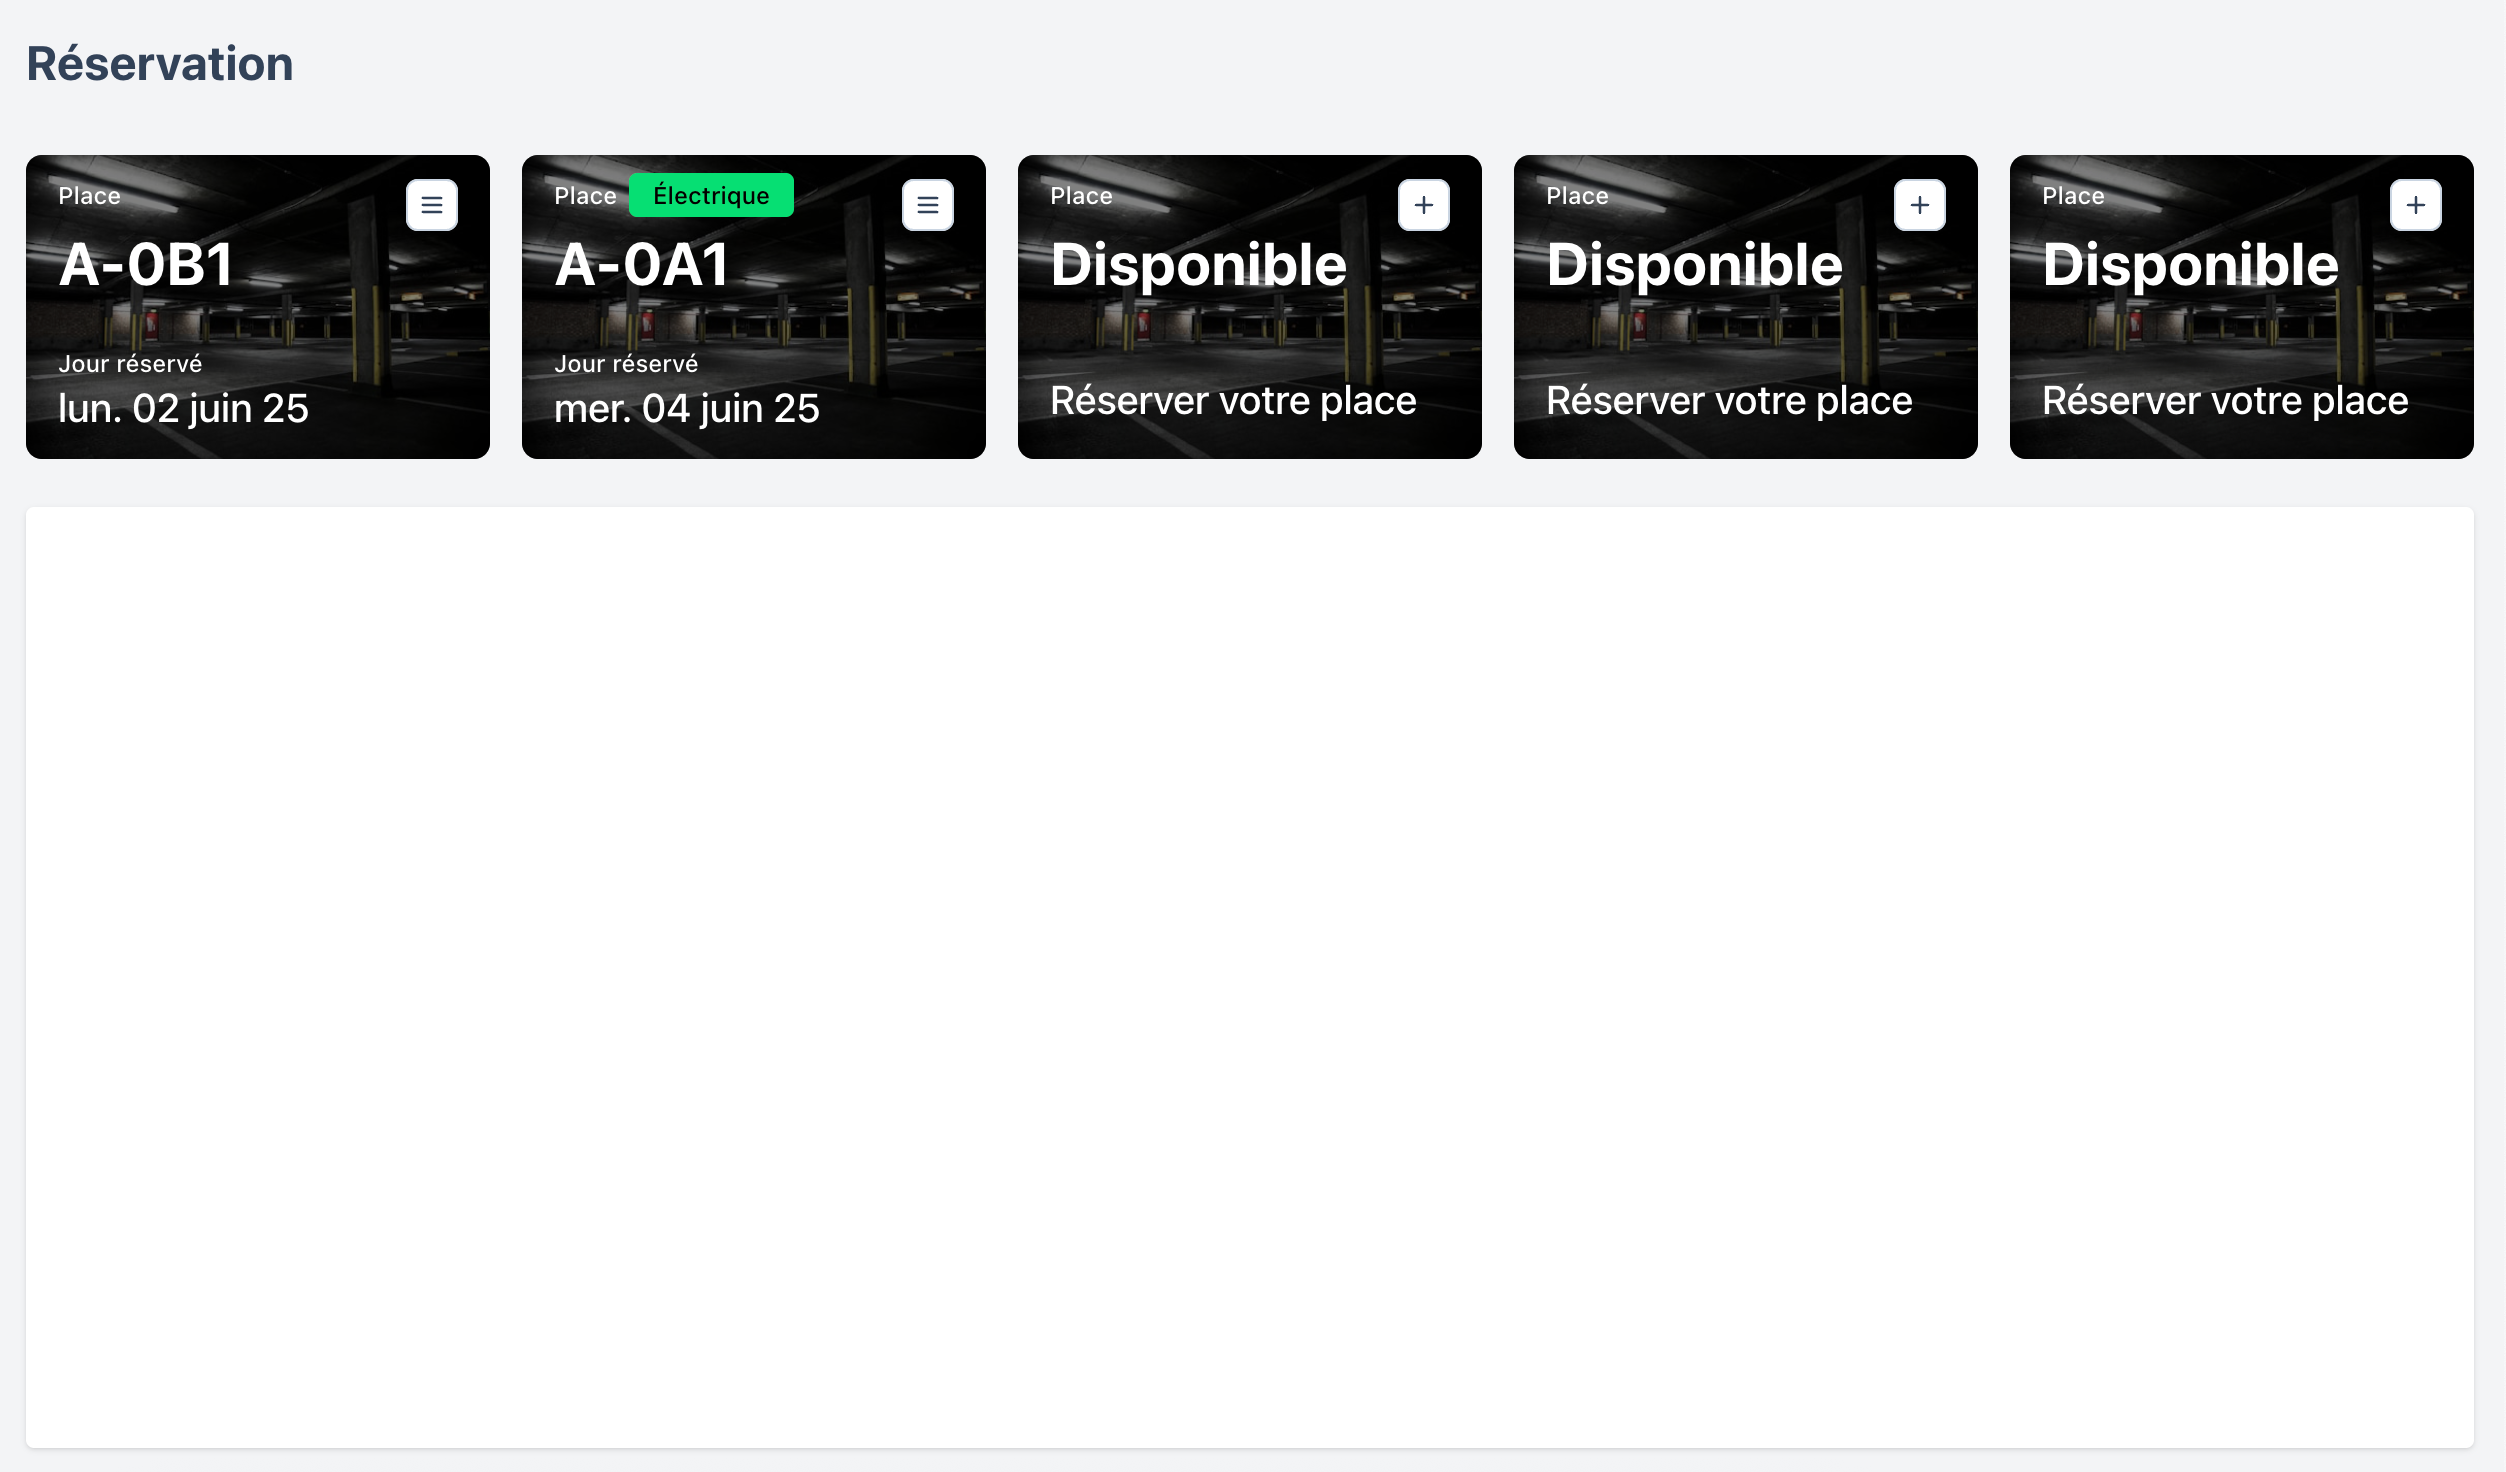 Réservation
Place
A-0B1
Jour réservé
lun. 02 juin 25
Place Électrique
A-0A1
Jour réservé
mer. 04 juin 25
Place
Disponible
Réserver votre place
Place
Disponible
Réserver votre place
Place
Disponible
Réserver votre place